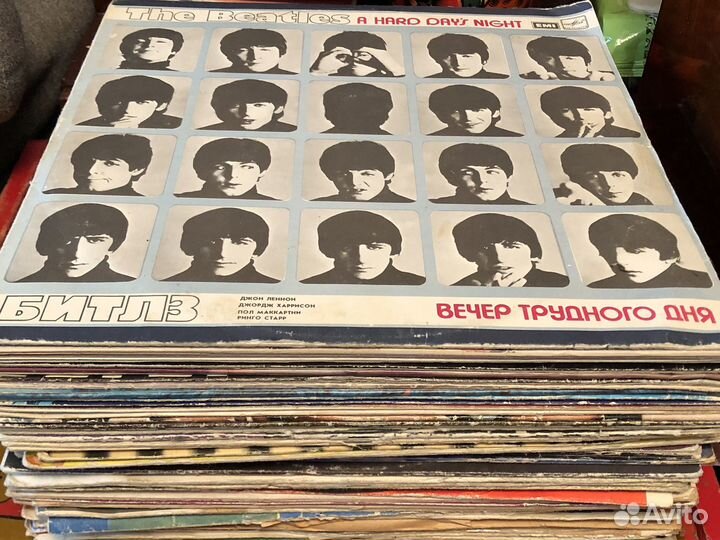 The Beatles A HARD DAY'S NIGHT EMI
БИТЛЗ
ДЖОН ЛЕННОН
ДЖОРДЖ ХАРРИСОН
ПОЛ МАККАРТНИ
РИНГО СТАРР
ВЕЧЕР ТРУДНОГО ДНЯ
Avito